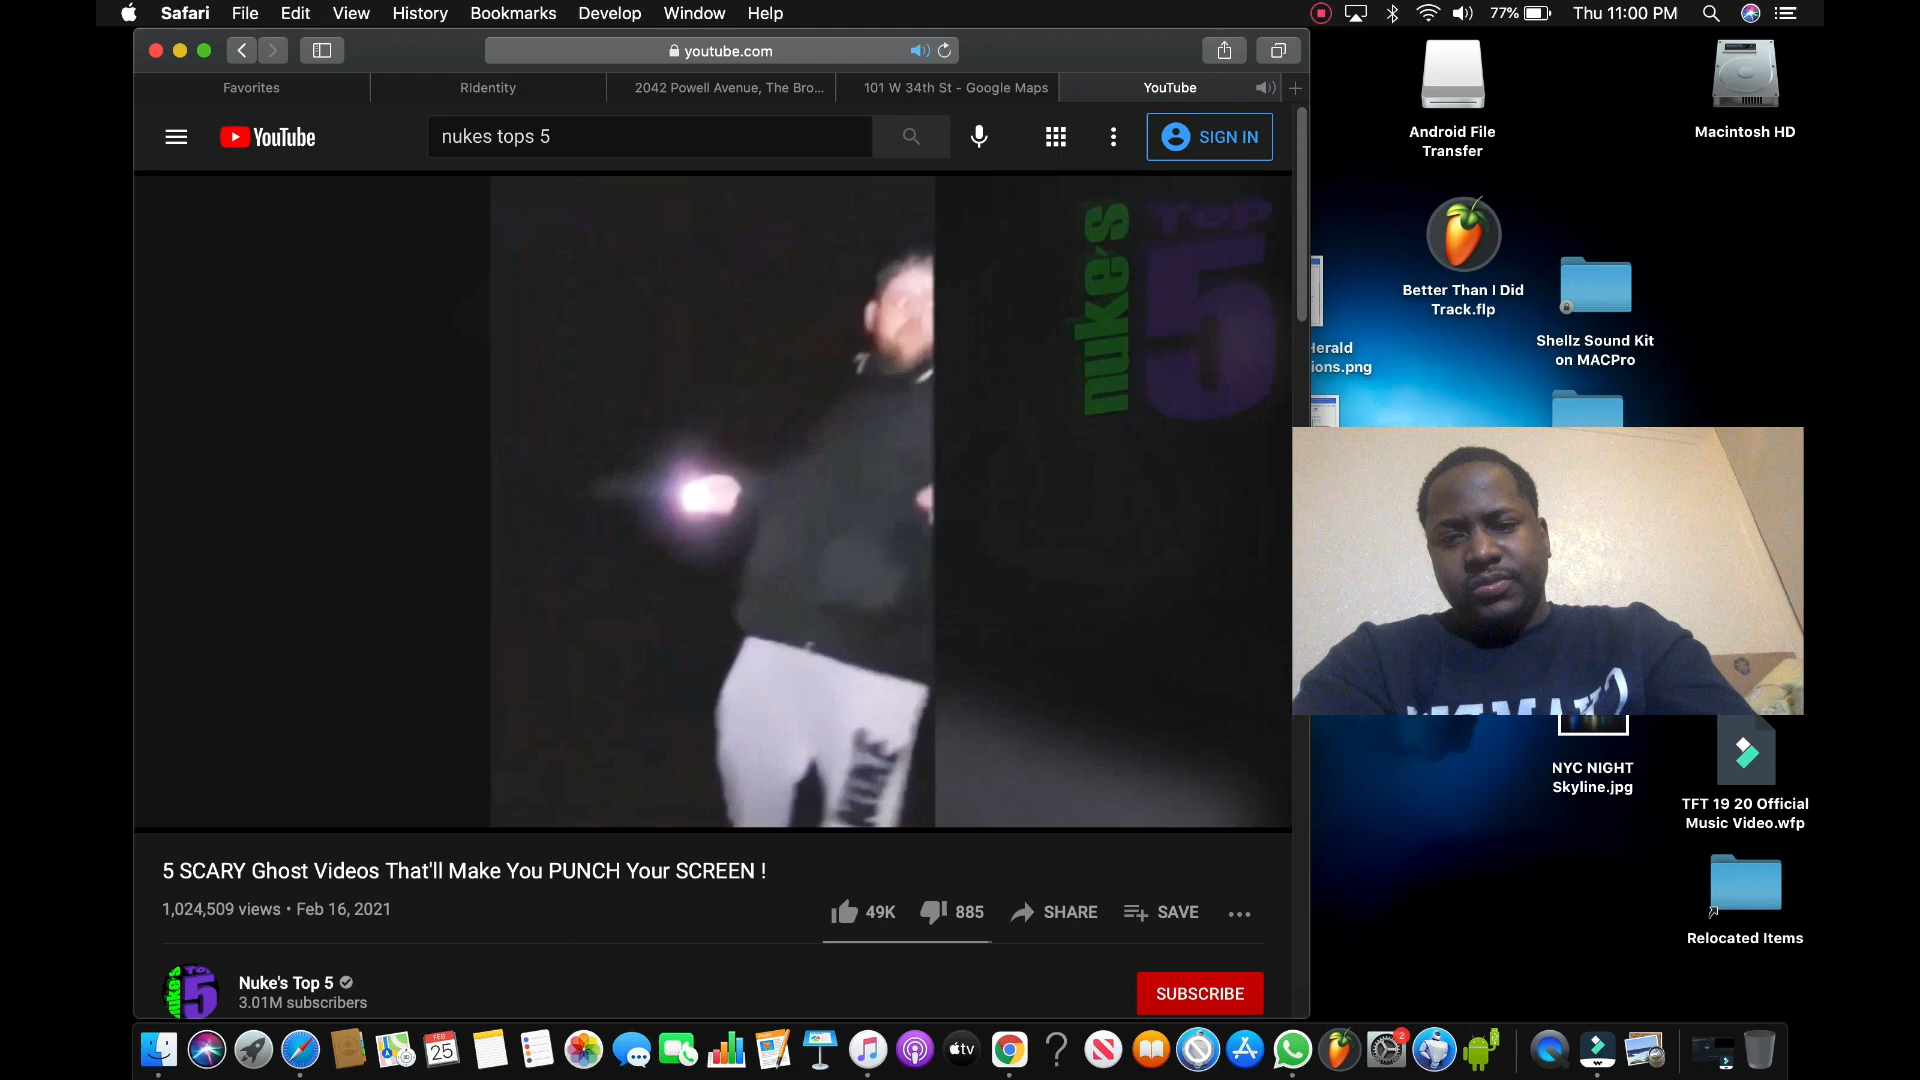 Safari File Edit View History Bookmarks Develop Window Help
77% Thu 11:00 PM
youtube.com
Favorites
RIdentity
2042 Powell Avenue, The Bro...
101 W 34th St - Google Maps
YouTube
YouTube
nukes tops 5
SIGN IN
nuke's
TOP
5
5 SCARY Ghost Videos That'll Make You PUNCH Your SCREEN !
1,024,509 views • Feb 16, 2021
49K
885
SHARE
SAVE
Nuke's Top 5
3.01M subscribers
SUBSCRIBE
Android File
Transfer
Macintosh HD
Better Than I Did
Track.flp
Shellz Sound Kit
on MACPro
Herald
ions.png
NYC NIGHT
Skyline.jpg
TFT 19 20 Official
Music Video.wfp
Relocated Items
FEB
25
tv
2